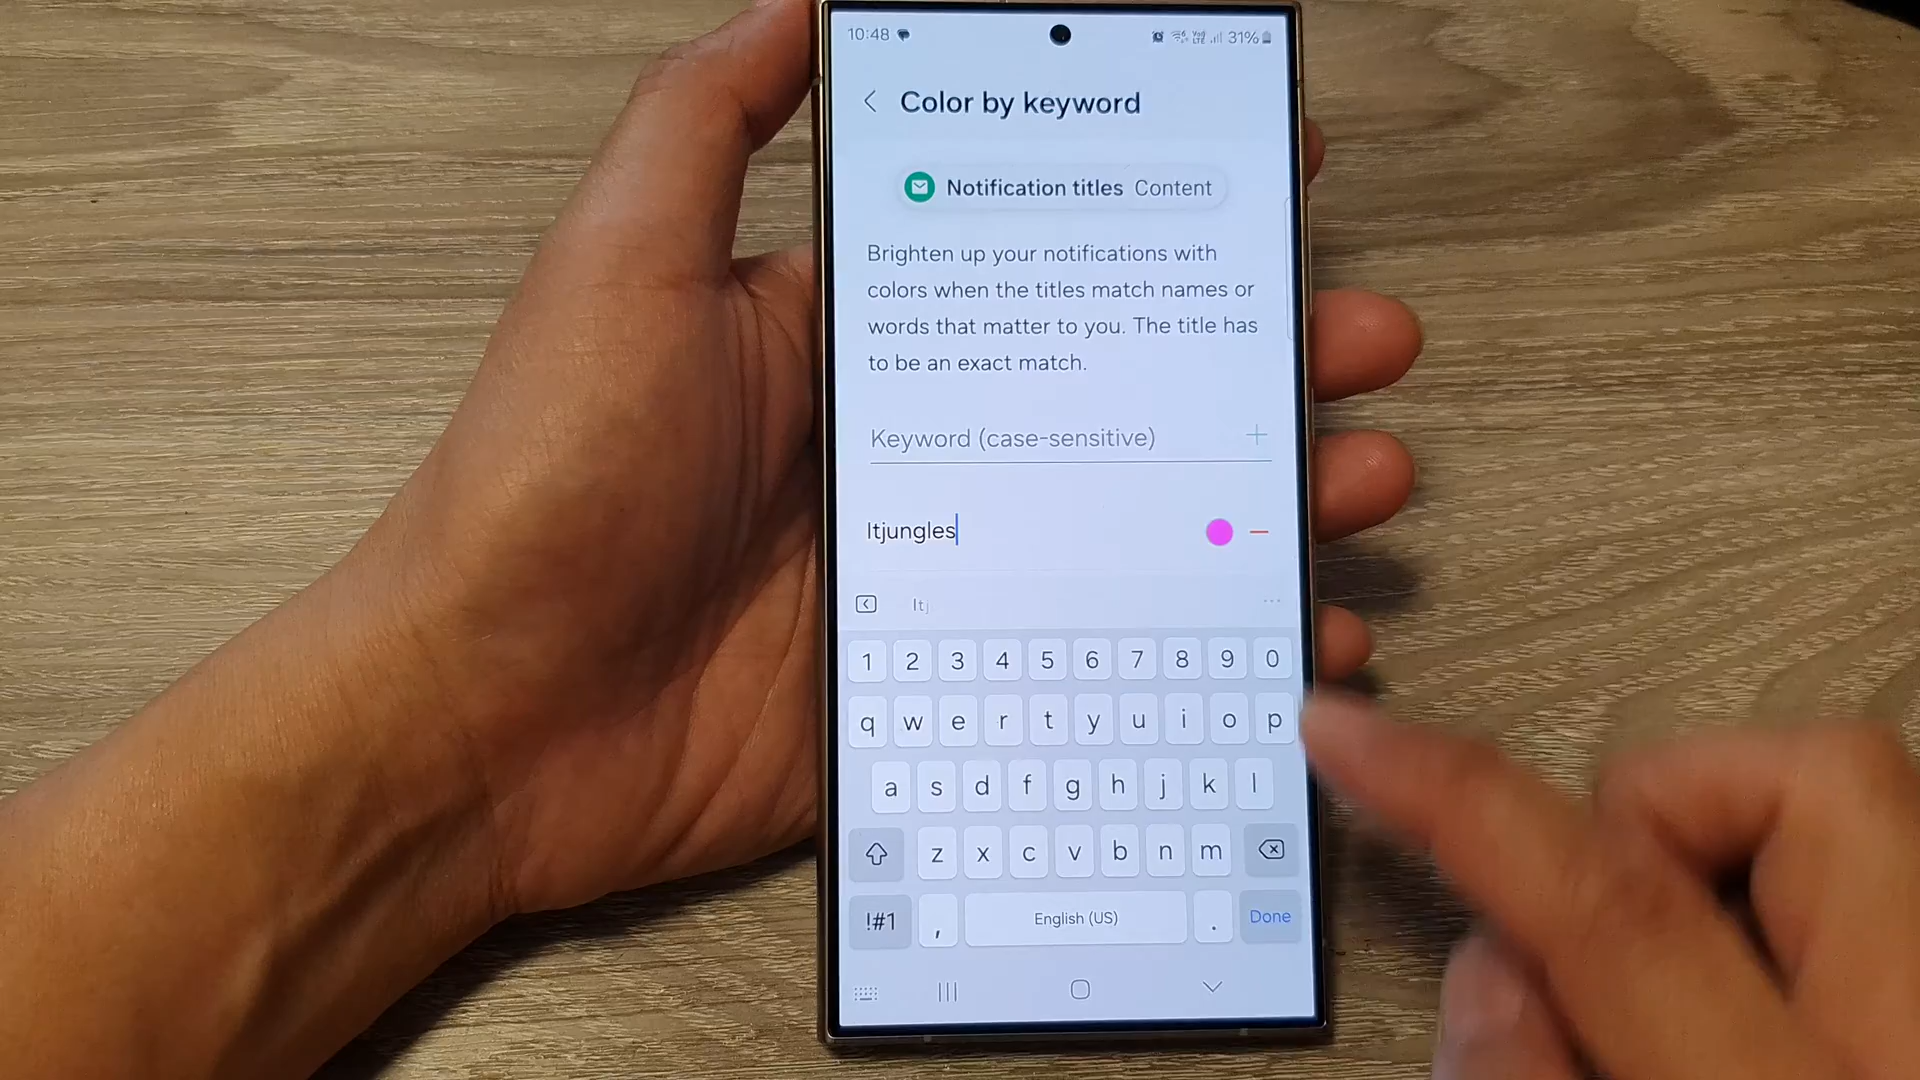 10:48
VoJ LTE 31%
Color by keyword
Notification titles Content
Brighten up your notifications with
colors when the titles match names or
words that matter to you. The title has
to be an exact match.
Keyword (case-sensitive)
Itjungles
Itj
1 2 3 4 5 6 7 8 9 0
q w e r t y u i o p
a s d f g h j k l
z x c v b n m
!#1 , English (US) . Done